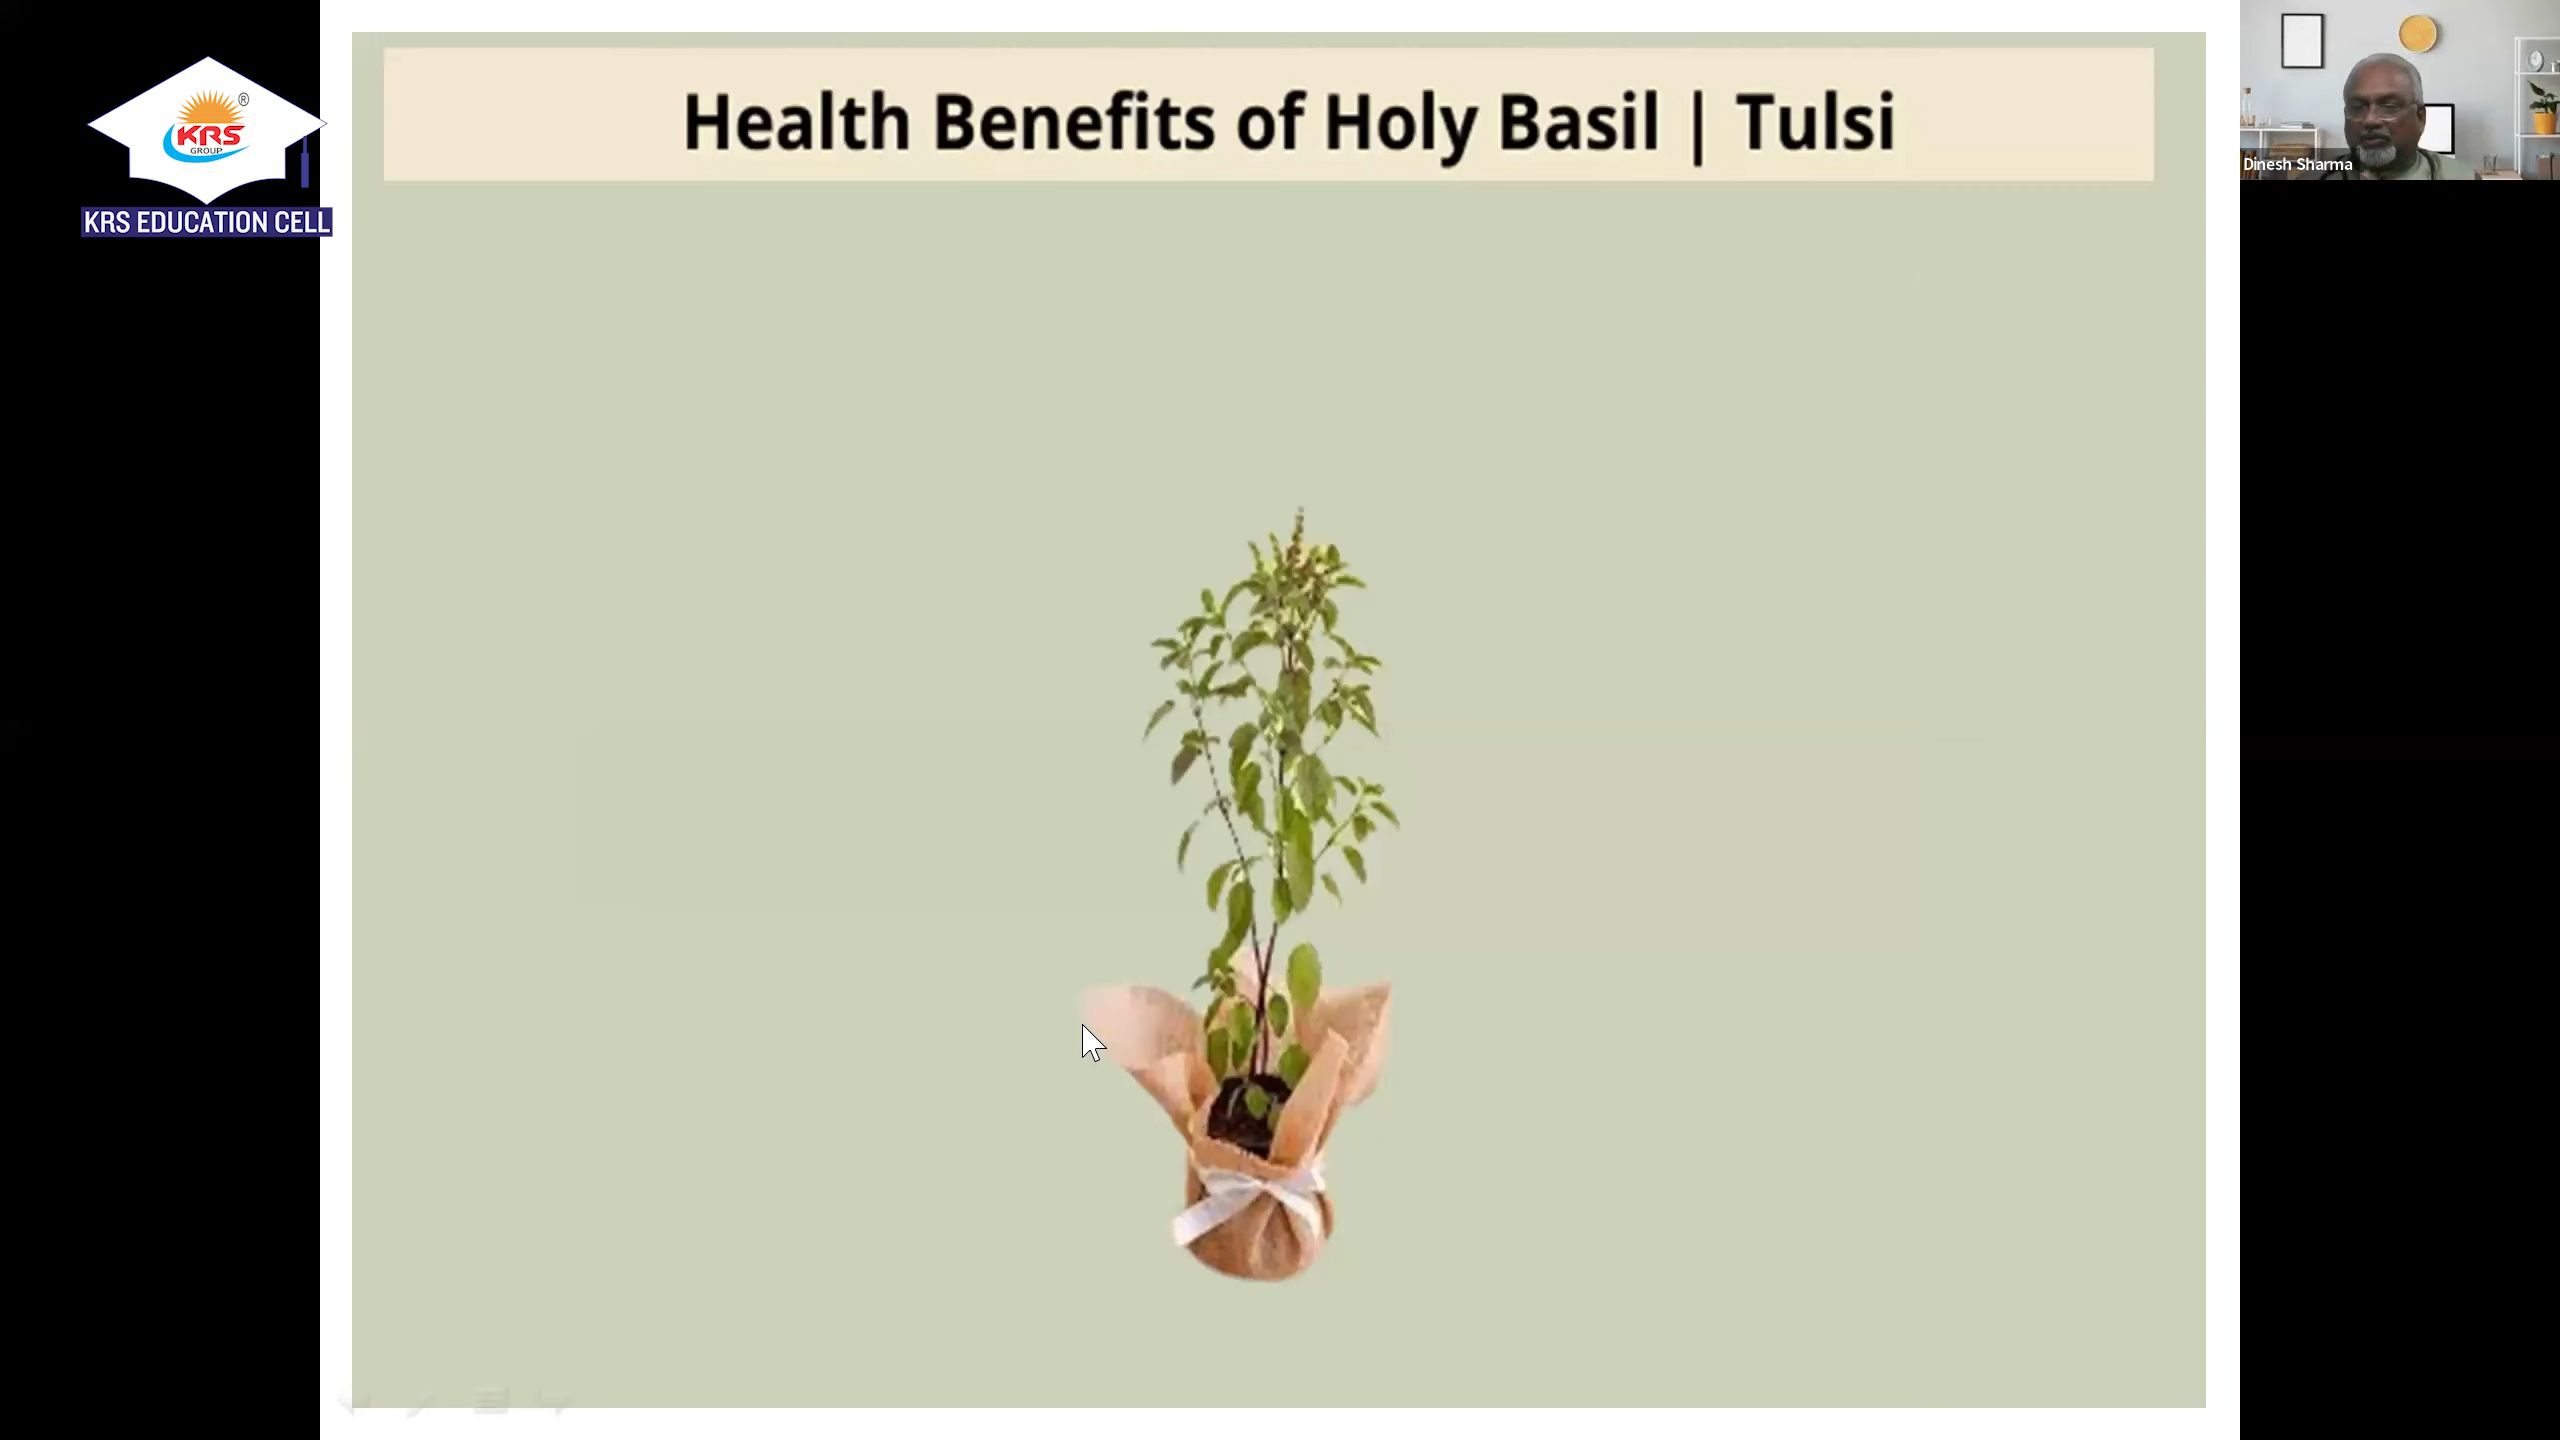 Health Benefits of Holy Basil | Tulsi
®
KRS
GROUP
KRS EDUCATION CELL
Dinesh Sharma